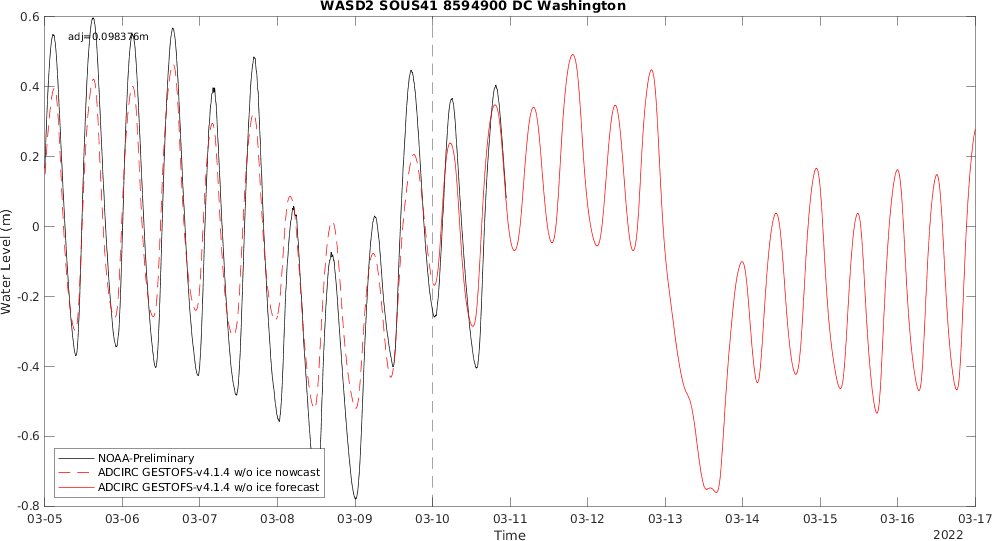 WASD2 SOUS41 8594900 DC Washington
adj=0.098376m
Water Level (m)
0.6
0.4
0.2
0
-0.2
-0.4
-0.6
-0.8
NOAA-Preliminary
ADCIRC GESTOFS-v4.1.4 w/o ice nowcast
ADCIRC GESTOFS-v4.1.4 w/o ice forecast
03-05 03-06 03-07 03-08 03-09 03-10 03-11 03-12 03-13 03-14 03-15 03-16 03-17
Time
2022